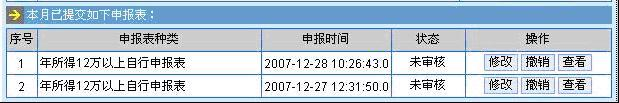 本月已提交如下申报表：
序号 申报表种类 申报时间 状态 操作
1 年所得12万以上自行申报表 2007-12-28 10:26:43.0 未审核 修改 撤销 查看
2 年所得12万以上自行申报表 2007-12-27 12:31:50.0 未审核 修改 撤销 查看